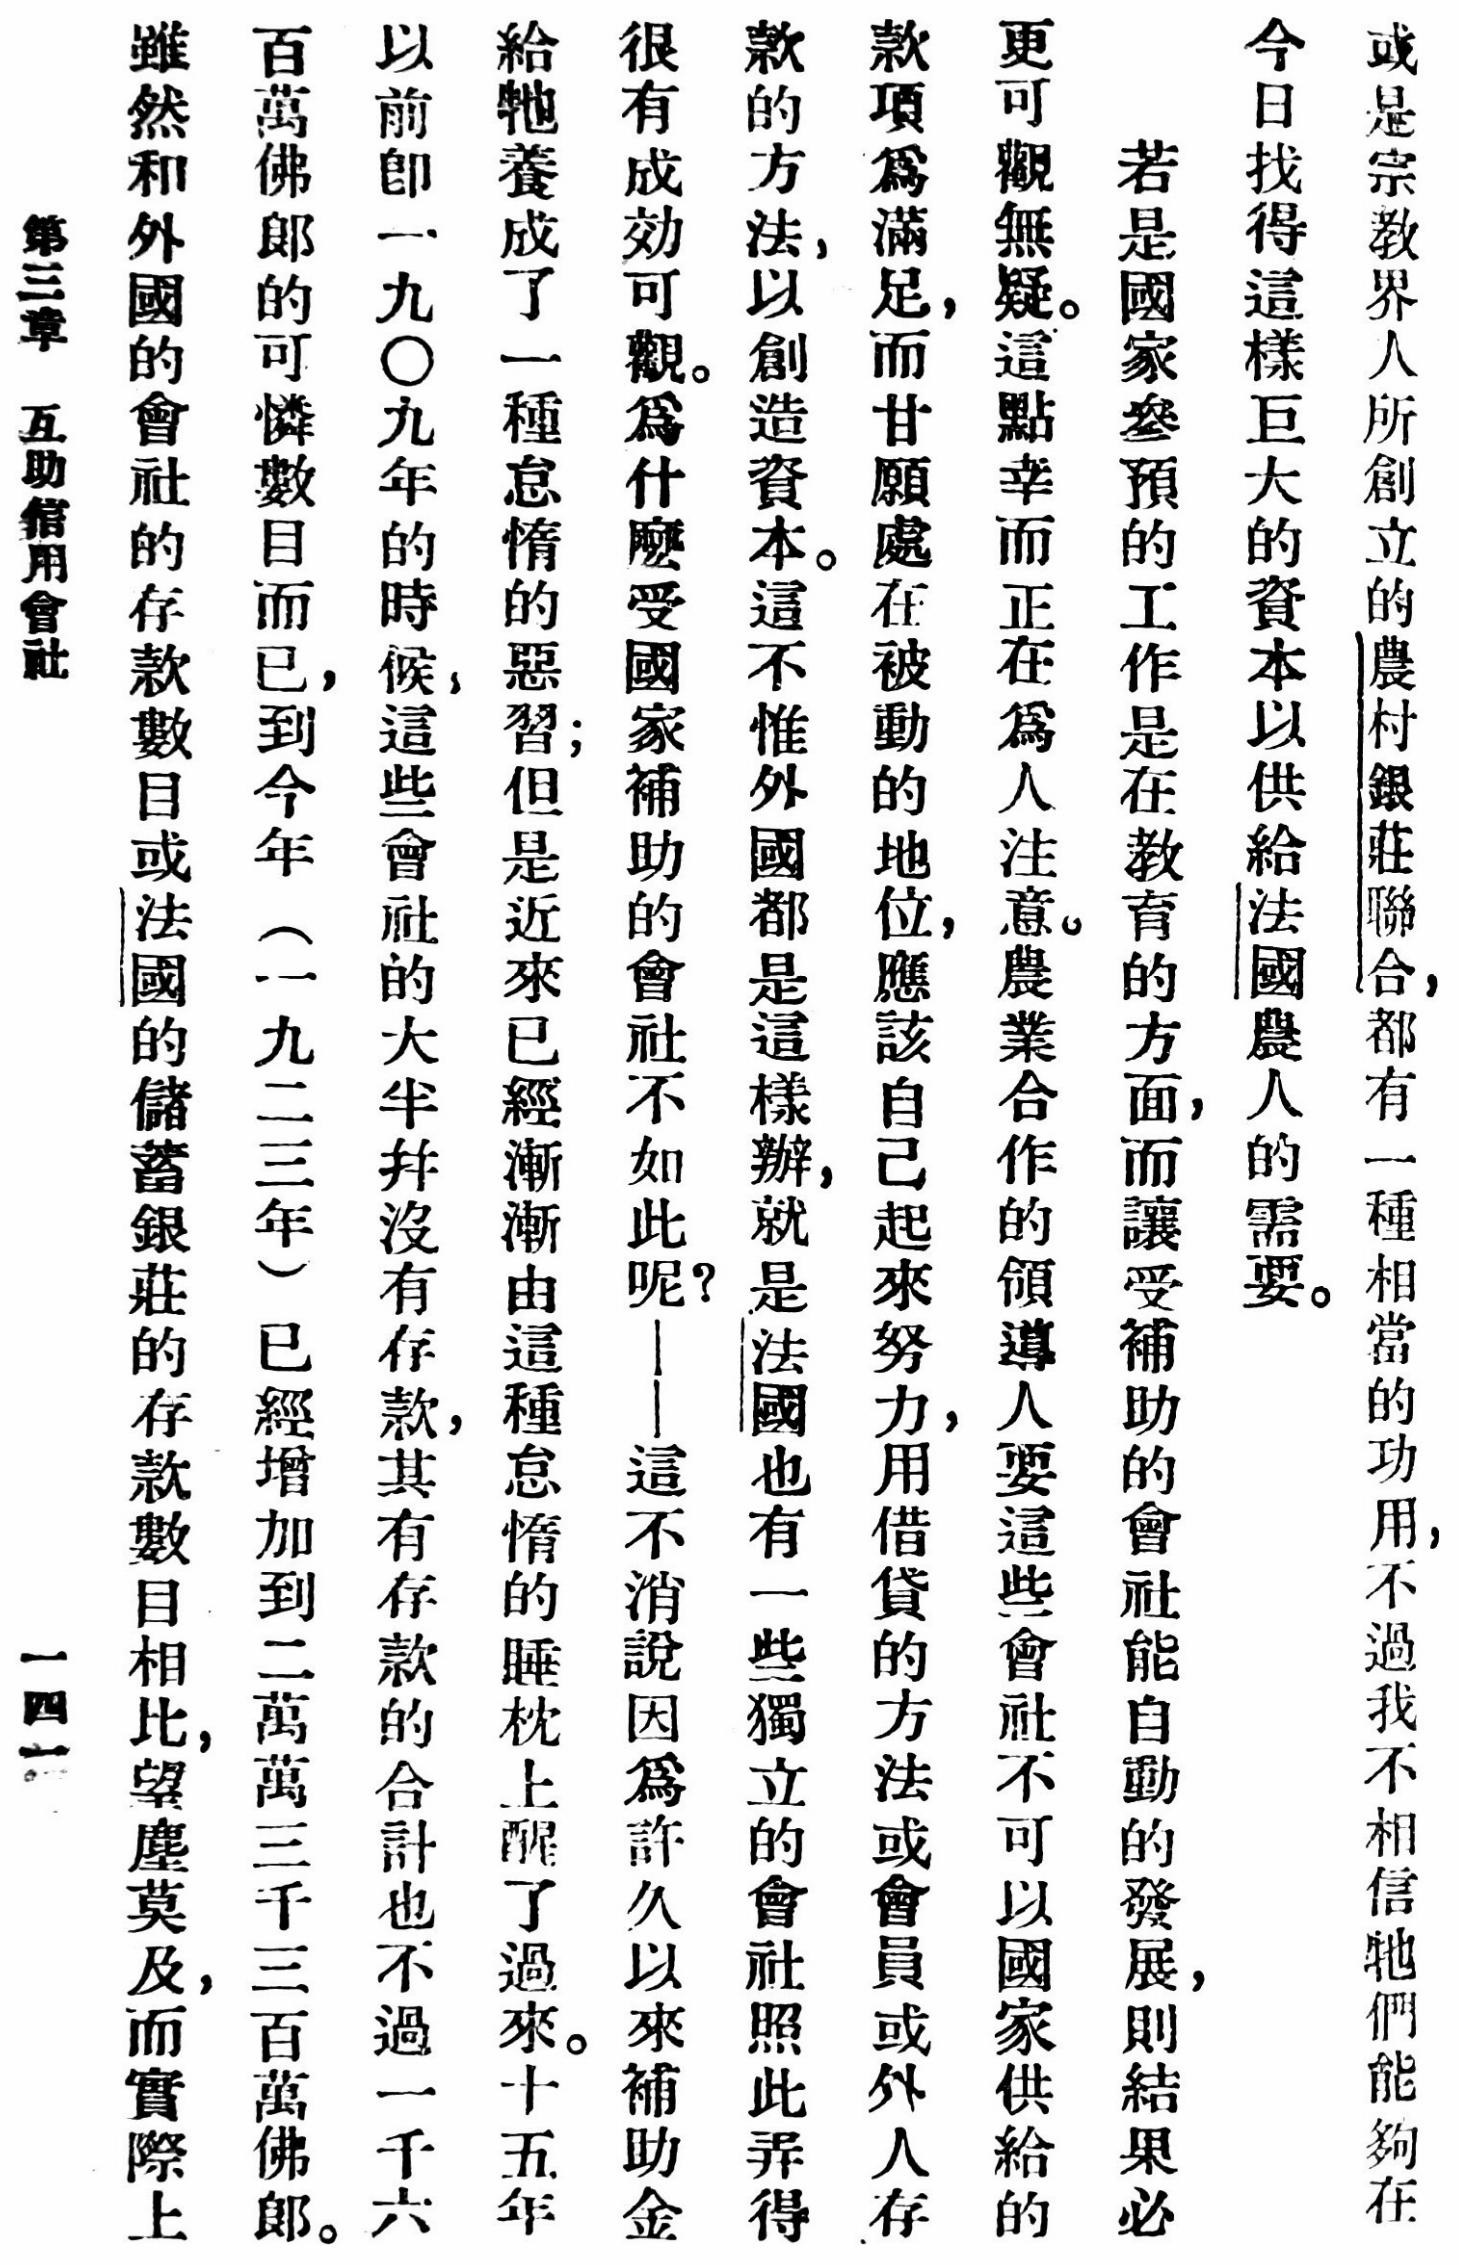 或是宗教界人所創立的農村銀莊聯合，都有一種相當的功用，不過我不相信牠們能夠在
今日找得這樣巨大的資本以供給法國農人的需要。
若是國家參預的工作是在教育的方面，而讓受補助的會社能自動的發展，則結果必
更可觀無疑。這點幸而正在爲人注意。農業合作的領導人要這些會社不可以國家供給的
款項爲滿足，而甘願處在被動的地位，應該自己起來努力，用借貸的方法或會員或外人存
款的方法，以創造資本。這不惟外國都是這樣辦，就是法國也有一些獨立的會社照此弄得
很有成効可觀。爲什麼受國家補助的會社不如此呢？——這不消說因爲許久以來補助金
給牠養成了一種怠惰的惡習；但是近來已經漸漸由這種怠惰的睡枕上醒了過來。十五年
以前卽一九〇九年的時候，這些會社的大半幷沒有存款，其有存款的合計也不過一千六
百萬佛郎的可憐數目而已，到今年（一九二三年）已經增加到二萬萬三千三百萬佛郎。
雖然和外國的會社的存款數目或法國的儲蓄銀莊的存款數目相比，望塵莫及，而實際上
第三章　互助信用會社
一四一